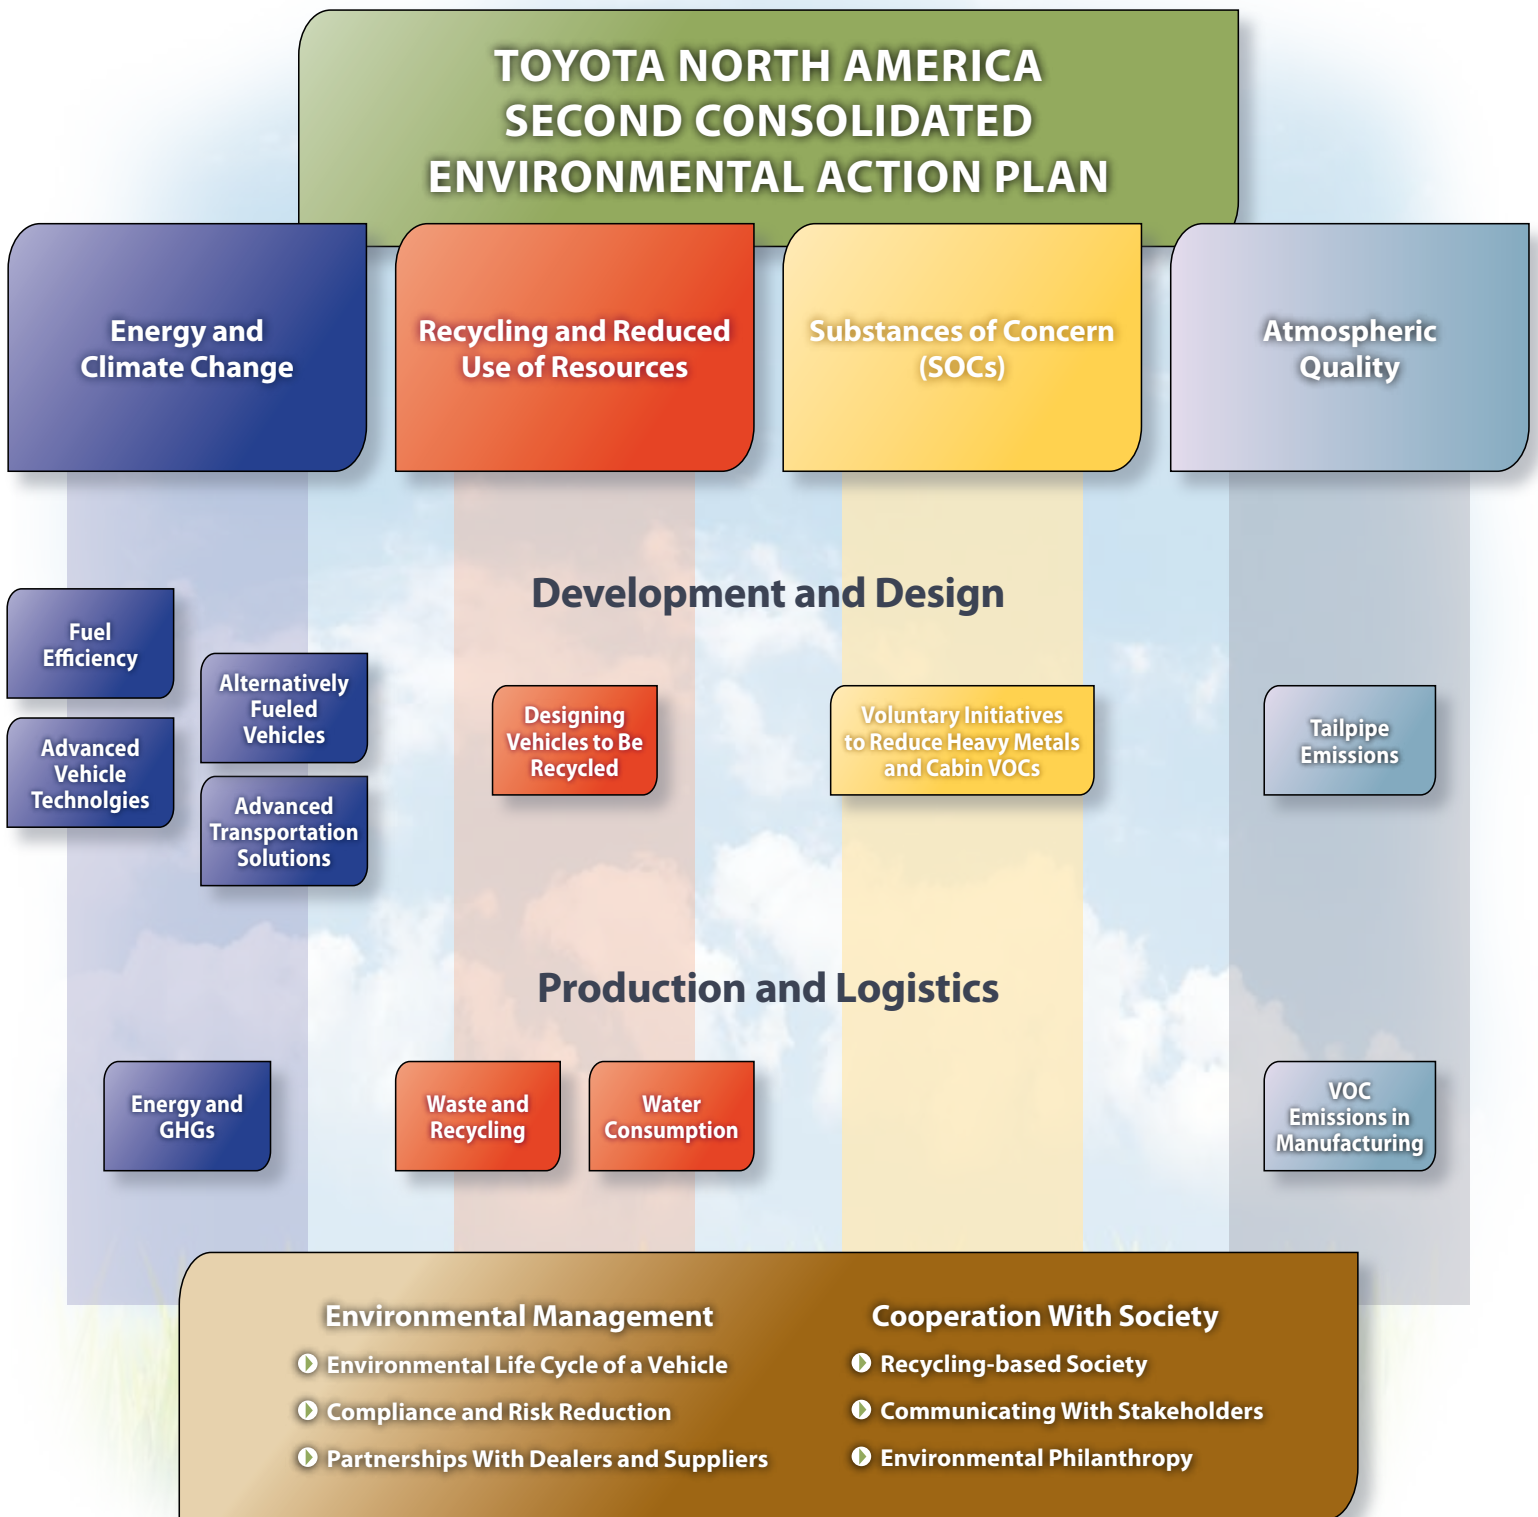 TOYOTA NORTH AMERICA
SECOND CONSOLIDATED
ENVIRONMENTAL ACTION PLAN
Energy and
Climate Change
Recycling and Reduced
Use of Resources
Substances of Concern
(SOCs)
Atmospheric
Quality
Development and Design
Fuel
Efficiency
Advanced
Vehicle
Technolgies
Alternatively
Fueled
Vehicles
Advanced
Transportation
Solutions
Designing
Vehicles to Be
Recycled
Voluntary Initiatives
to Reduce Heavy Metals
and Cabin VOCs
Tailpipe
Emissions
Production and Logistics
Energy and
GHGs
Waste and
Recycling
Water
Consumption
VOC
Emissions in
Manufacturing
Environmental Management
Environmental Life Cycle of a Vehicle
Compliance and Risk Reduction
Partnerships With Dealers and Suppliers
Cooperation With Society
Recycling-based Society
Communicating With Stakeholders
Environmental Philanthropy